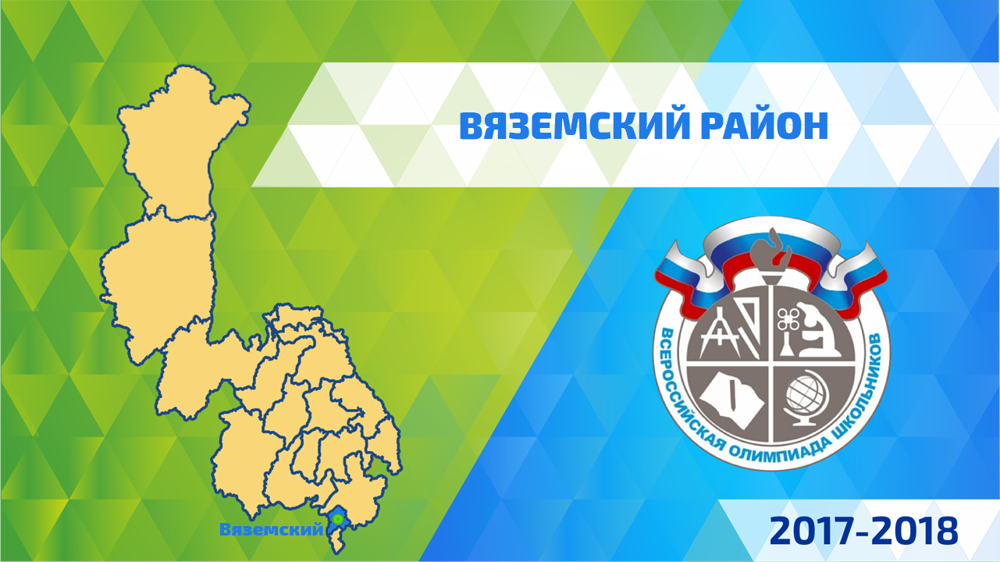 ВЯЗЕМСКИЙ РАЙОН
ВСЕРОССИЙСКАЯ ОЛИМПИАДА ШКОЛЬНИКОВ
Вяземский
2017-2018